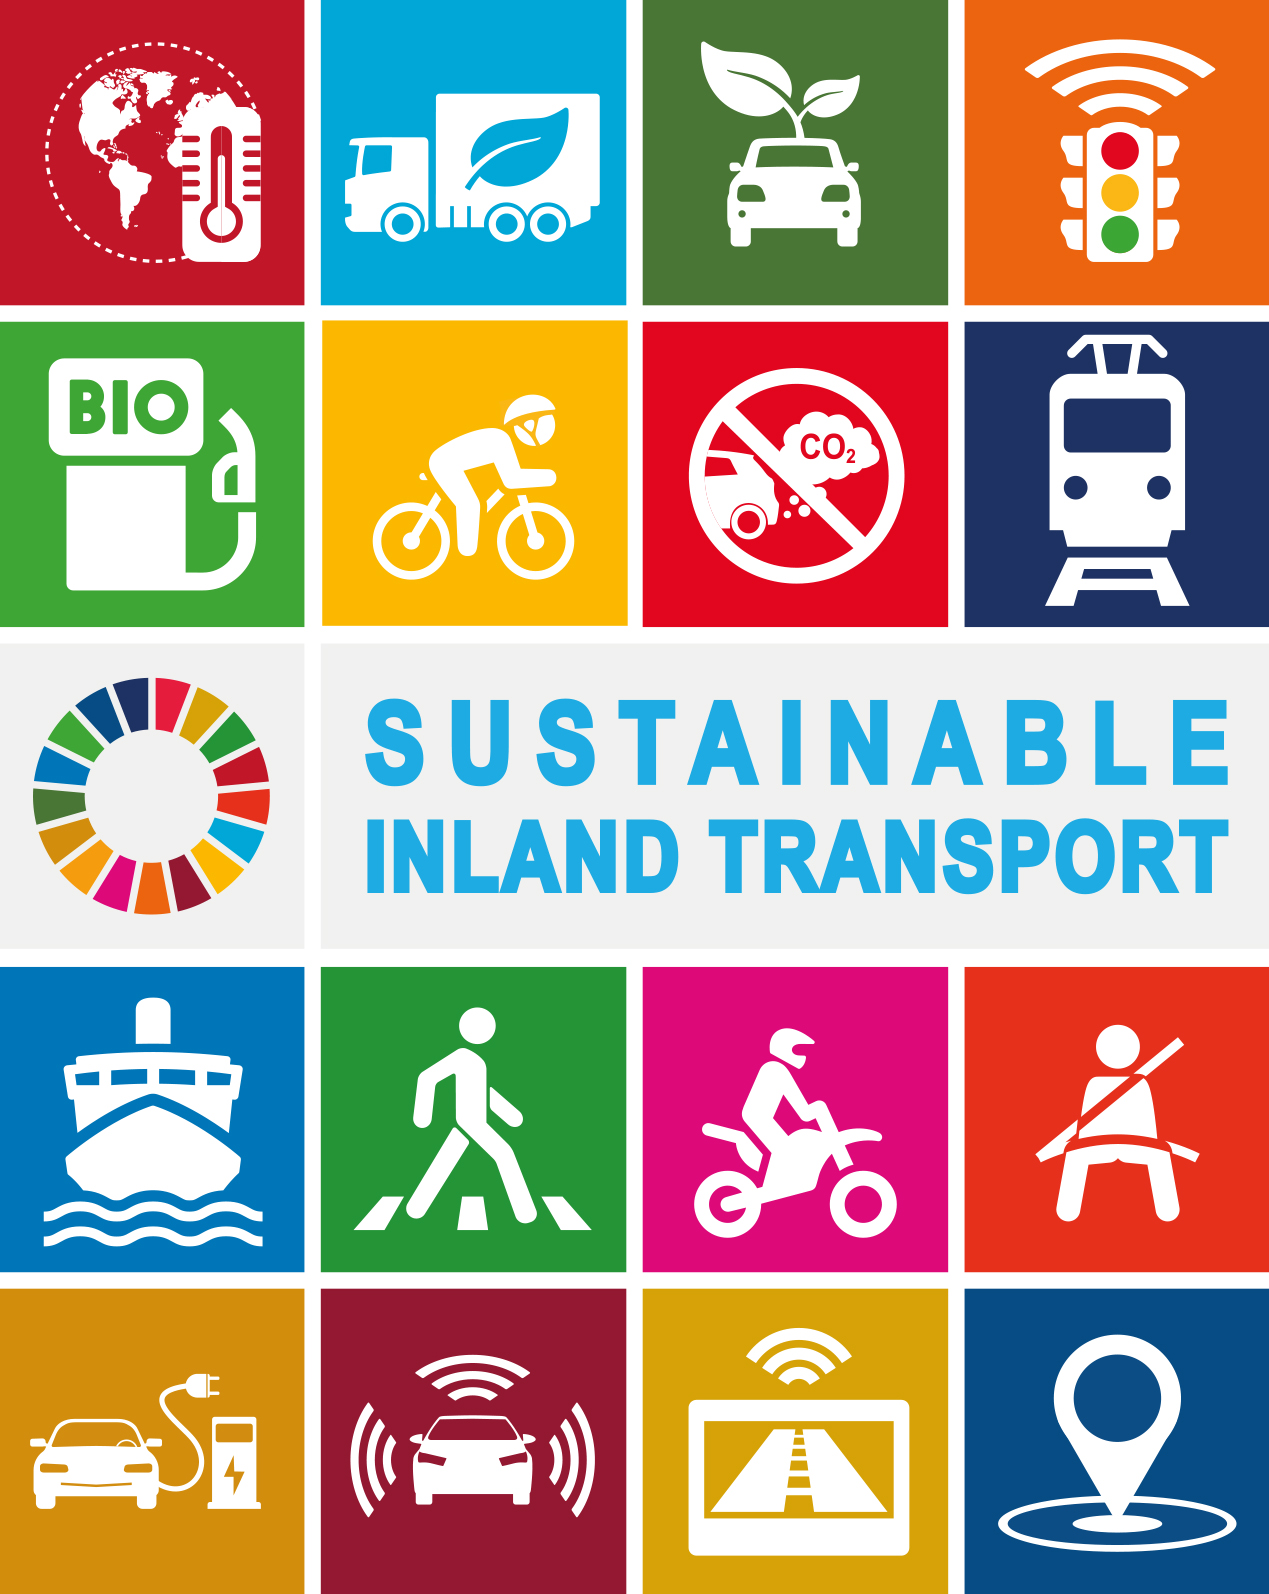 BIO
CO₂
SUSTAINABLE
INLAND TRANSPORT